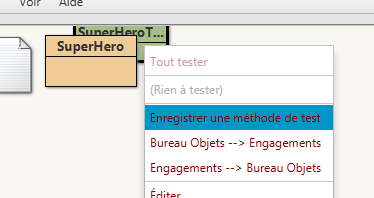 Voir Aide
SuperHeroT...
SuperHero
Tout tester
(Rien à tester)
Enregistrer une méthode de test
Bureau Objets --> Engagements
Engagements --> Bureau Objets
Éditer